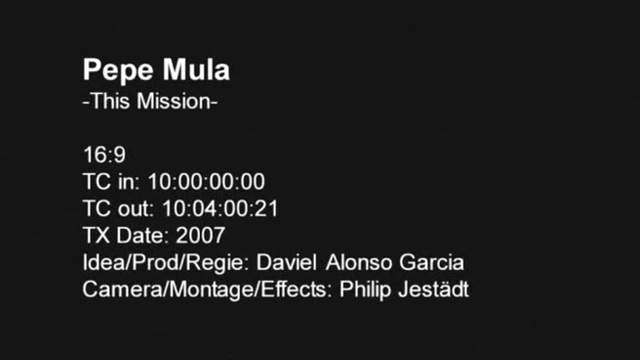 Pepe Mula
-This Mission-
16:9
TC in: 10:00:00:00
TC out: 10:04:00:21
TX Date: 2007
Idea/Prod/Regie: Daviel Alonso Garcia
Camera/Montage/Effects: Philip Jestädt